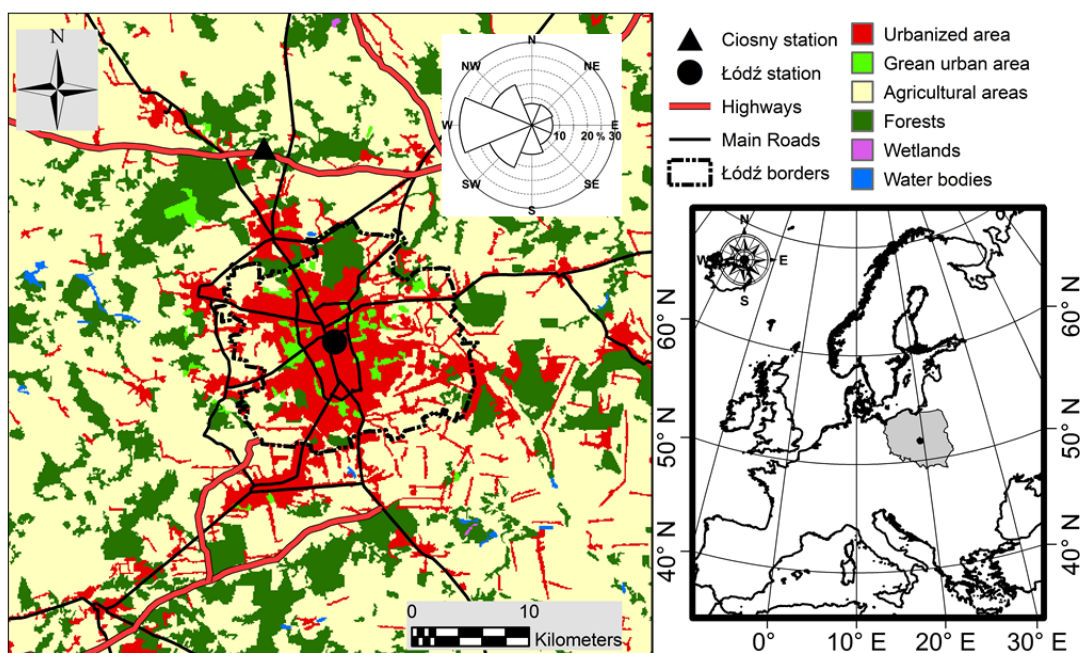 N
N
NW
NE
W
E
10
20 % 30
SW
SE
S
0
10
Kilometers
Ciosny station
Łódź station
Highways
Main Roads
Łódź borders
Urbanized area
Grean urban area
Agricultural areas
Forests
Wetlands
Water bodies
N
W
E
S
60° N
50° N
40° N
60° N
50° N
40° N
0°
10° E
20° E
30° E